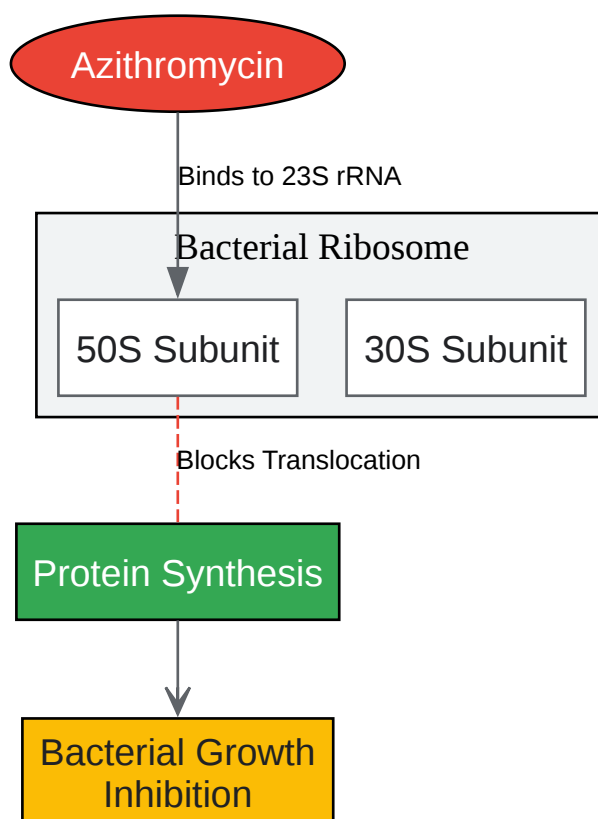 Azithromycin
Binds to 23S rRNA
Bacterial Ribosome
50S Subunit
30S Subunit
Blocks Translocation
Protein Synthesis
Bacterial Growth
Inhibition